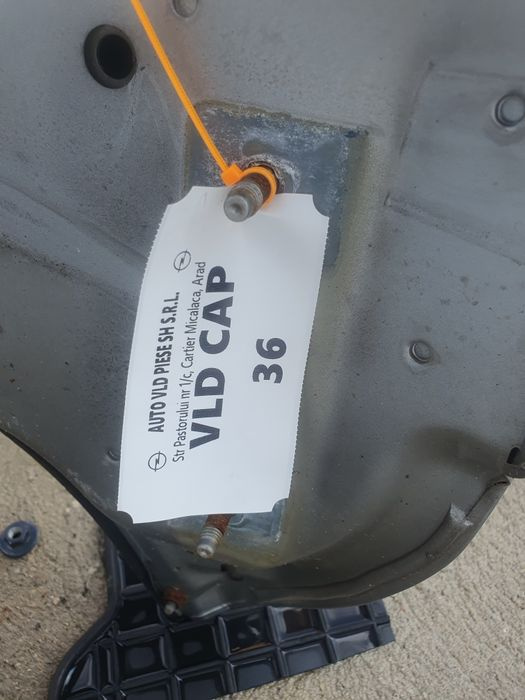 AUTO VLD PIESE SH S.R.L.
Str Pastorului nr 1/c, Cartier Micalaca, Arad
VLD CAP
36